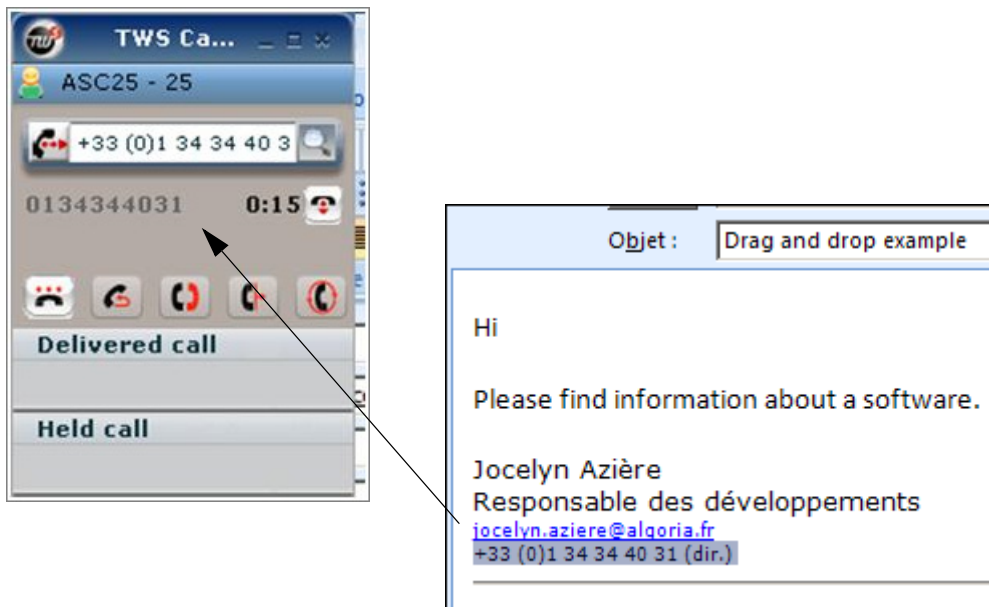 TWS Ca...
ASC25 - 25
+33 (0)1 34 34 40 3
0134344031 0:15
Delivered call
Held call
Objet : Drag and drop example
Hi
Please find information about a software.
Jocelyn Azière
Responsable des développements
jocelyn.aziere@algoria.fr
+33 (0)1 34 34 40 31 (dir.)